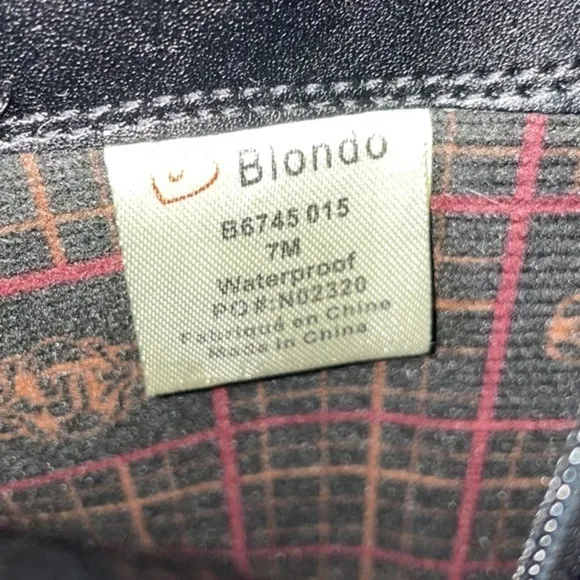 Blondo
B6745 015
7M
Waterproof
PO#:N02320
Fabriqué en Chine
Made in China